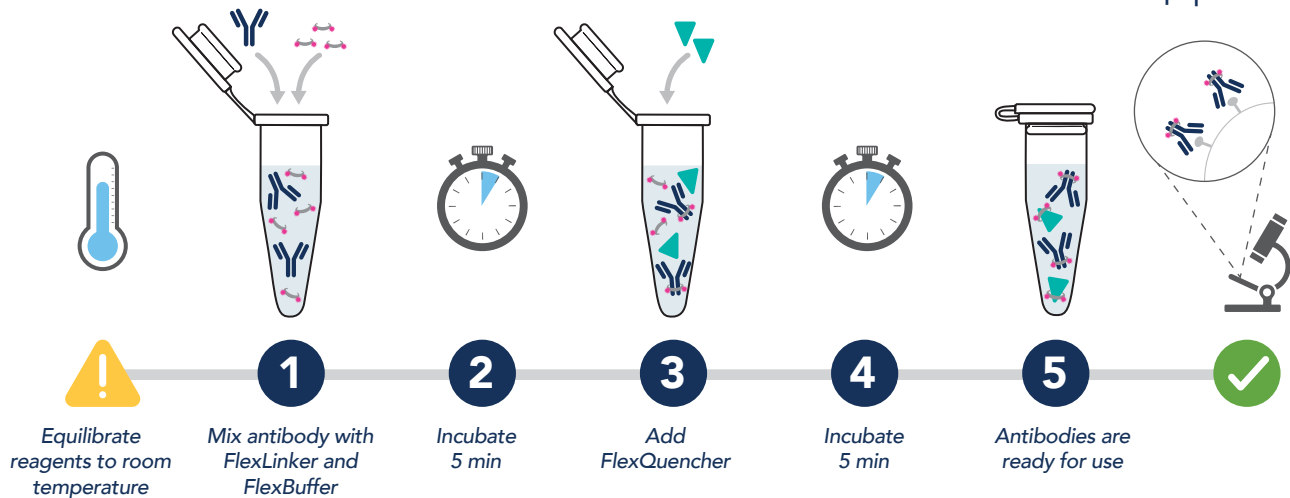 1
2
3
4
5
Equilibrate
reagents to room
temperature
Mix antibody with
FlexLinker and
FlexBuffer
Incubate
5 min
Add
FlexQuencher
Incubate
5 min
Antibodies are
ready for use